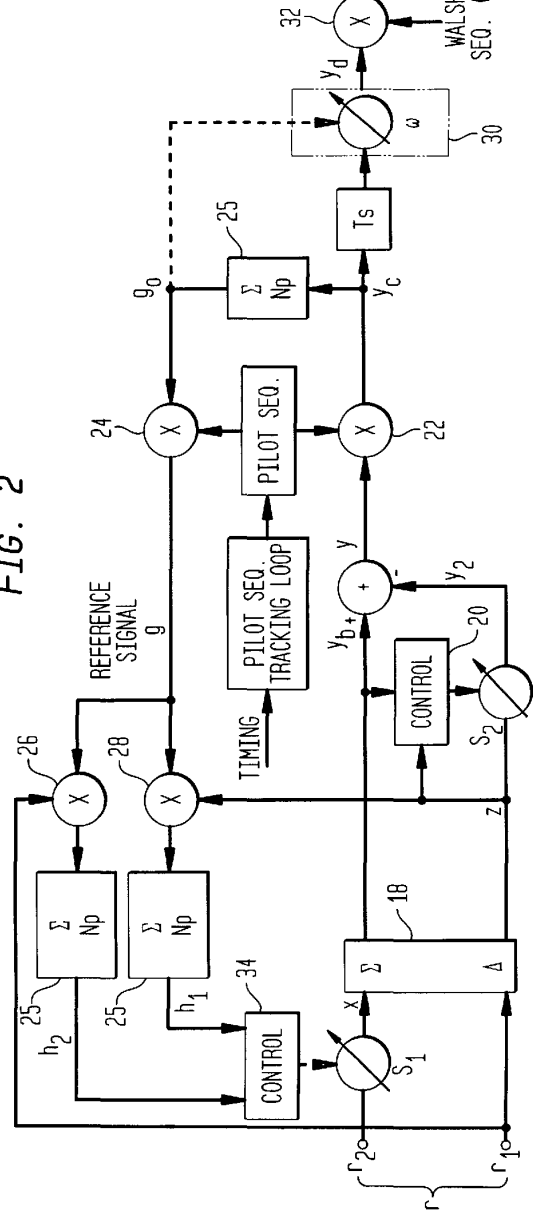 FIG. 2
32
X
WALSH
SEQ. (
y_d
ω
30
Ts
25
Σ
Np
g_o
y_c
24
X
PILOT SEQ.
X
22
REFERENCE
SIGNAL
g
PILOT SEQ.
TRACKING LOOP
TIMING
y
y_b
+
+
-
y_2
20
CONTROL
S_2
z
26
X
28
X
Σ
Np
25
Σ
Np
25
h_2
h_1
34
CONTROL
S_1
x
18
Σ
Δ
r_2
r_1
r